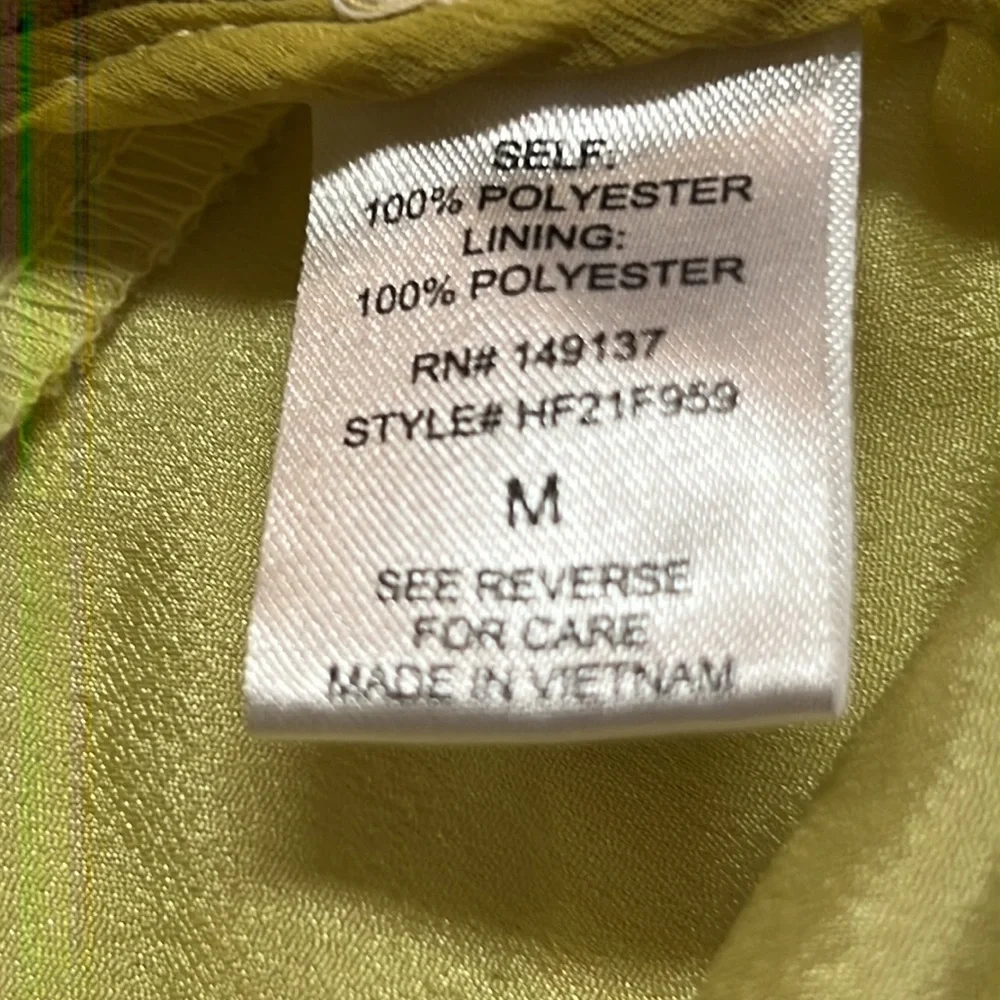 SELF:
100% POLYESTER
LINING:
100% POLYESTER
RN# 149137
STYLE# HF21F959
M
SEE REVERSE
FOR CARE
MADE IN VIETNAM